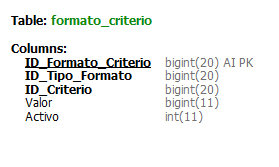 Table: formato_criterio
Columns:
ID_Formato_Criterio bigint(20) AI PK
ID_Tipo_Formato bigint(20)
ID_Criterio bigint(20)
Valor bigint(11)
Activo int(11)